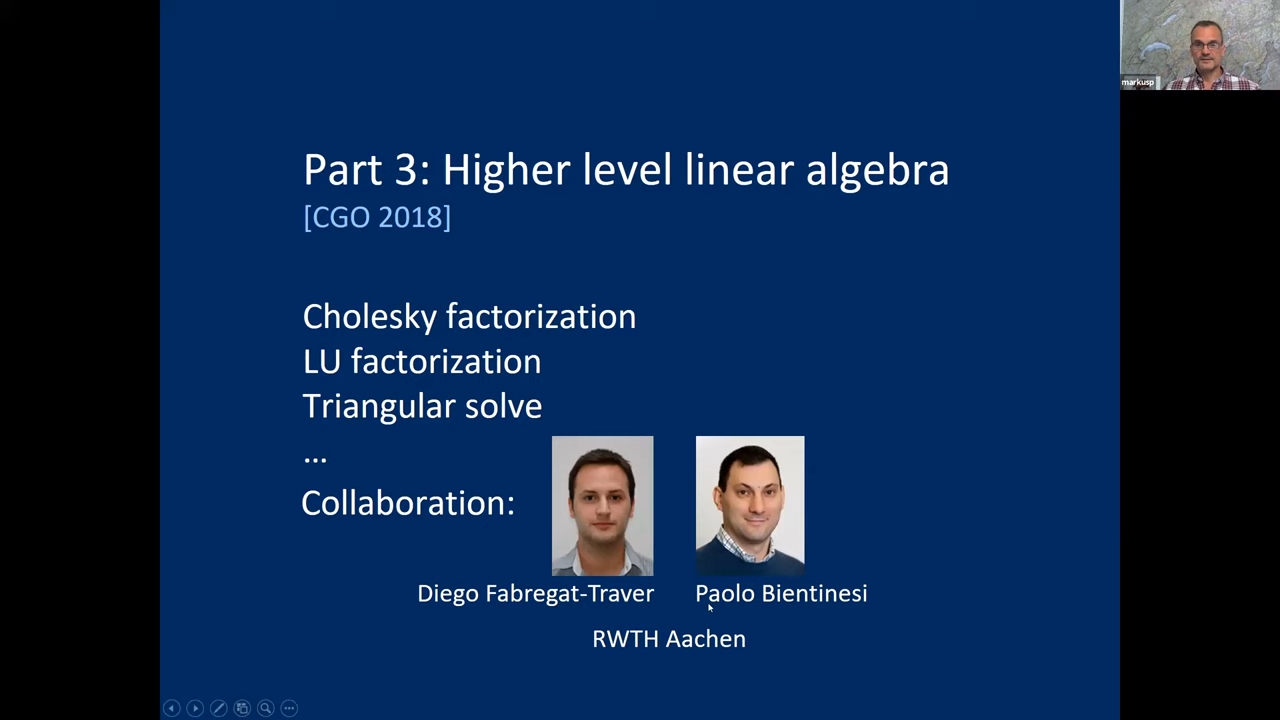 markusp
Part 3: Higher level linear algebra
[CGO 2018]
Cholesky factorization
LU factorization
Triangular solve
...
Collaboration:
Diego Fabregat-Traver
Paolo Bientinesi
RWTH Aachen